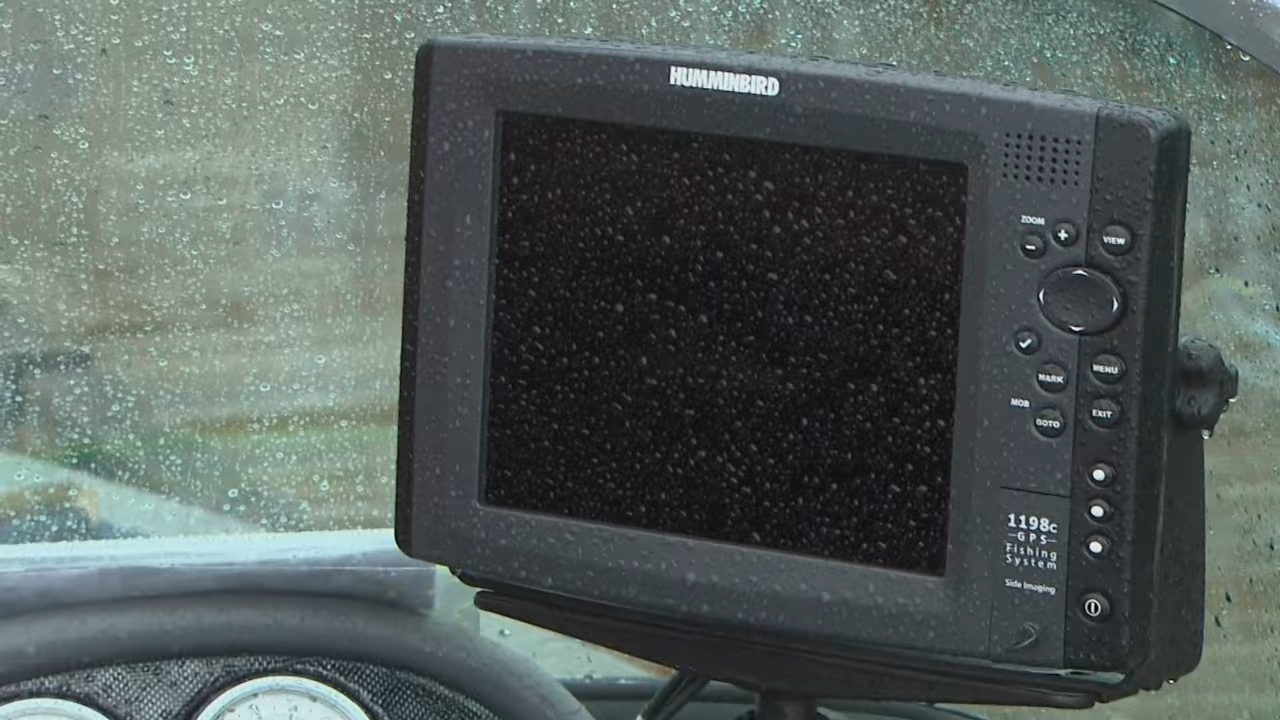 HUMMINBIRD
ZOOM
+
-
VIEW
MENU
MARK
MOB
EXIT
GOTO
1198c
GPS
Fishing
System
Side Imaging